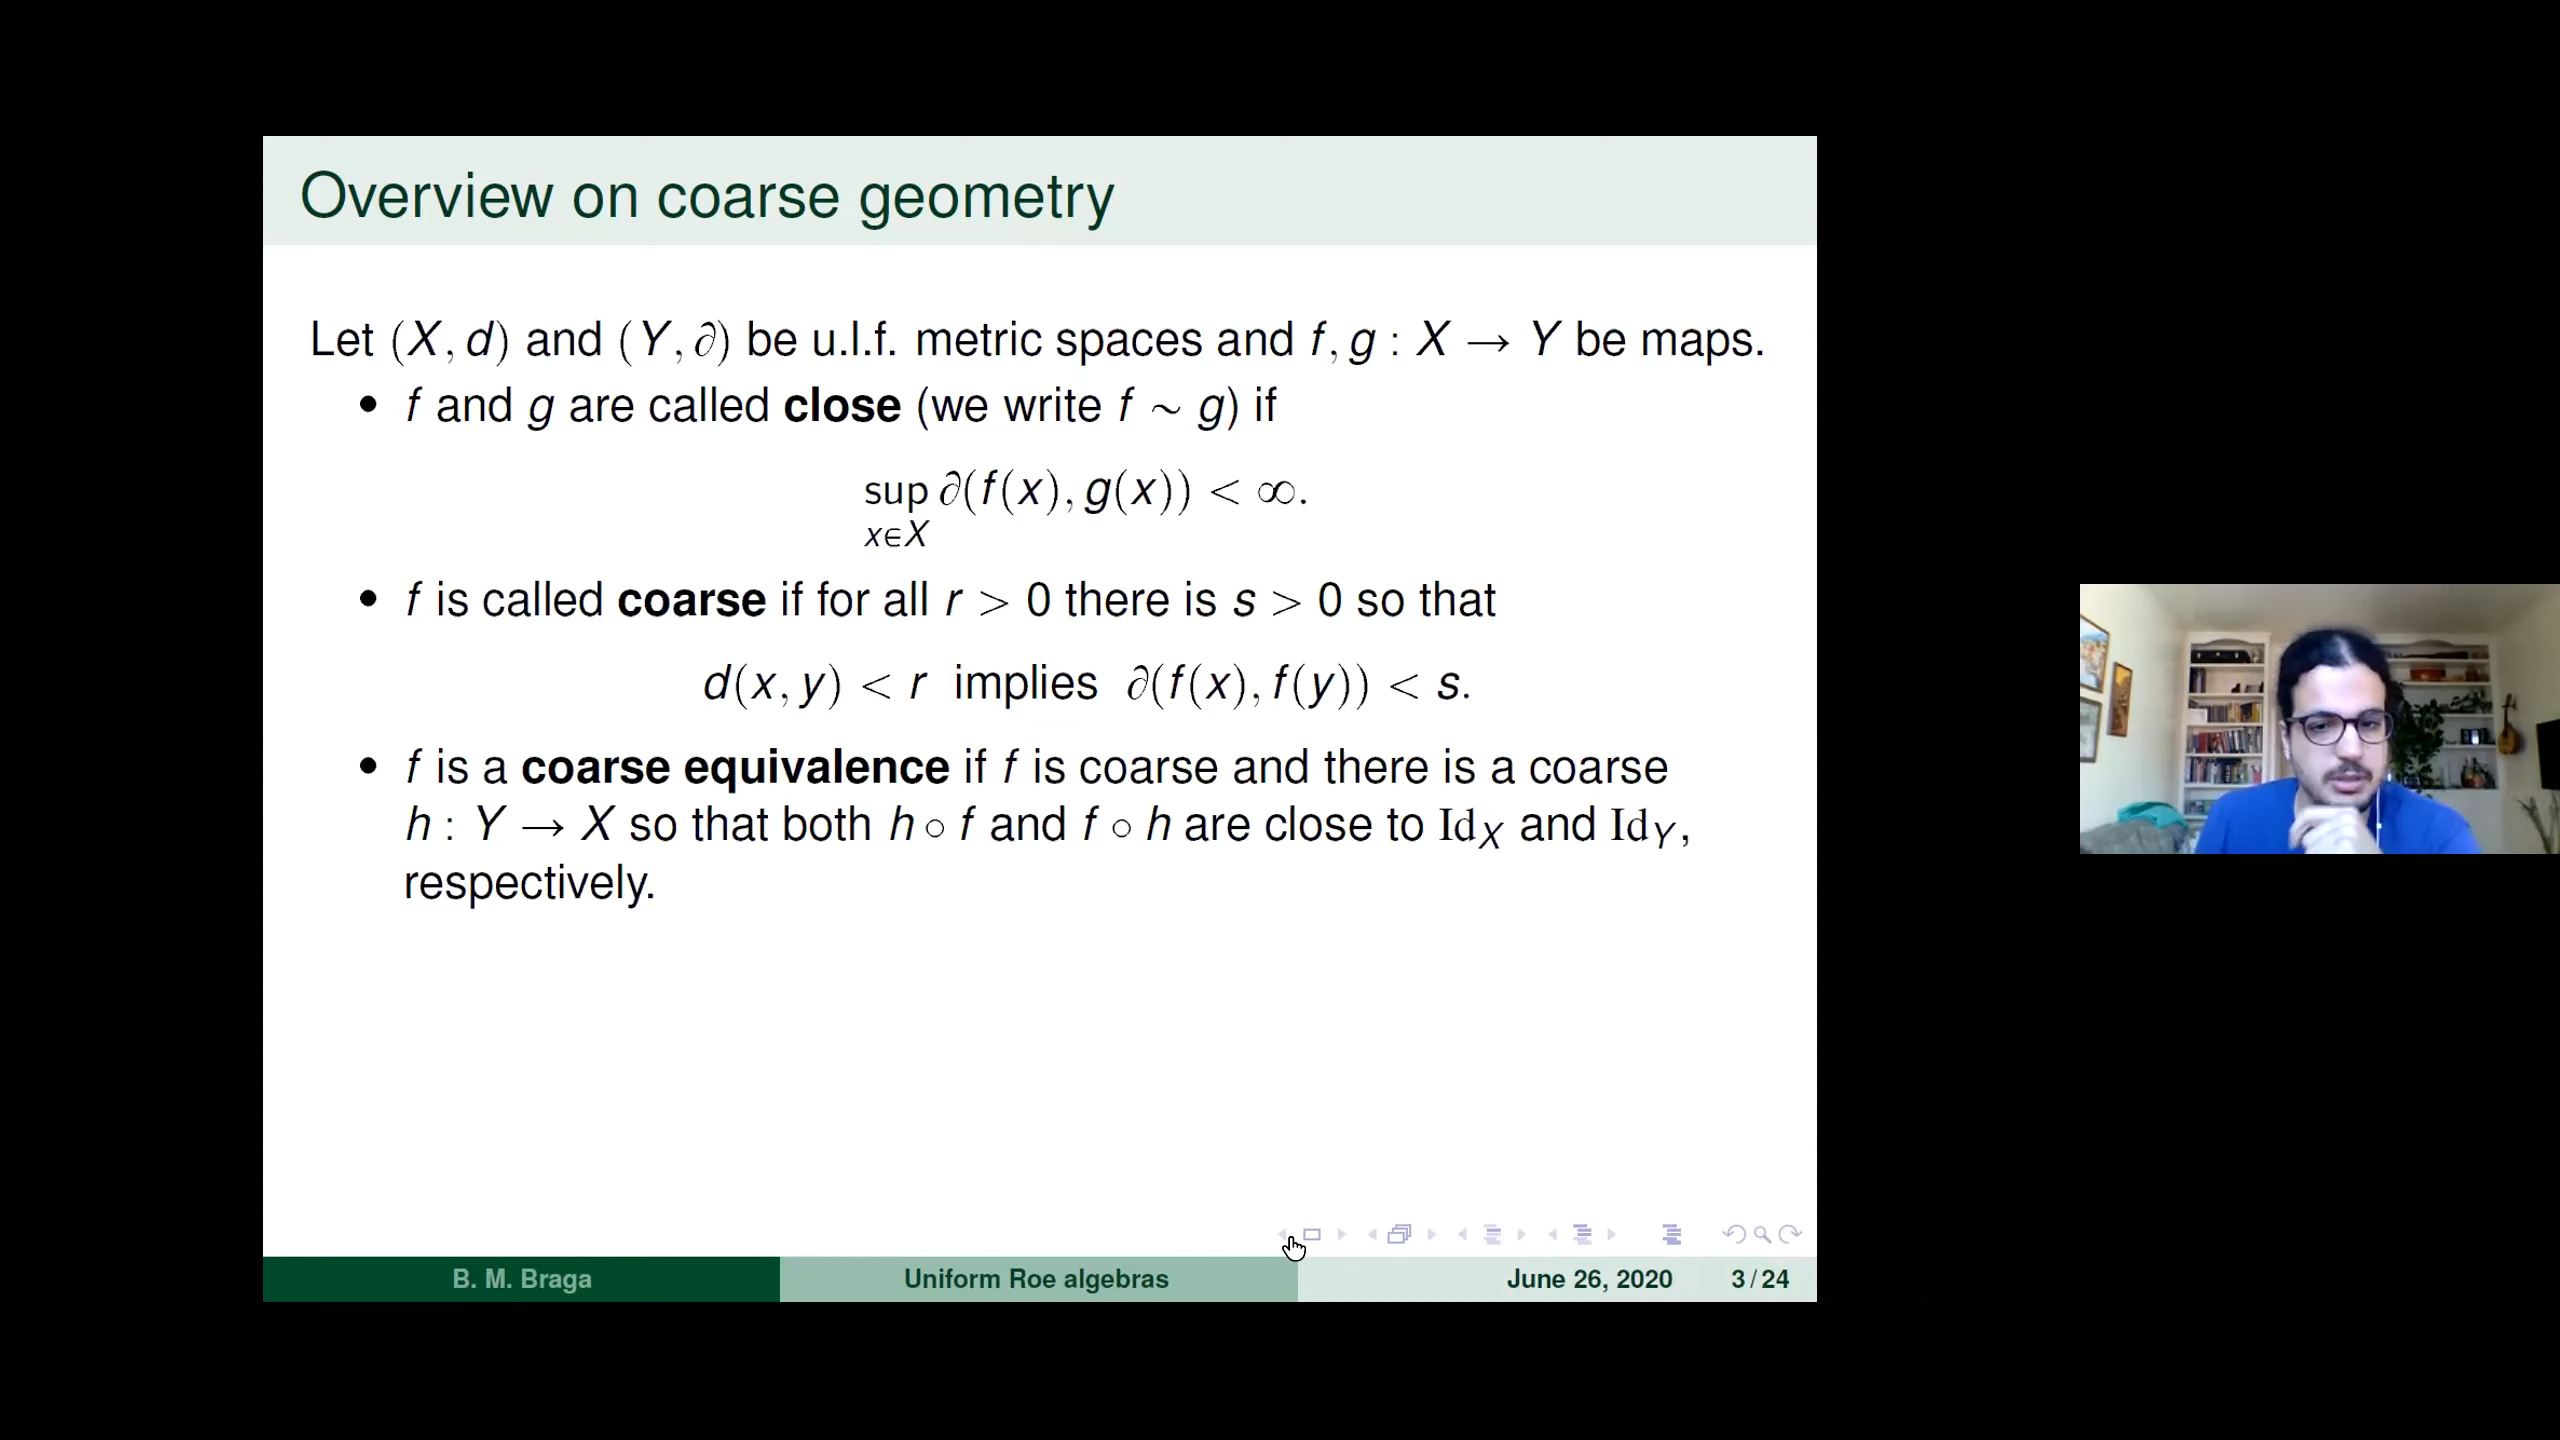 Overview on coarse geometry
Let (X, d) and (Y, ∂) be u.l.f. metric spaces and f, g : X → Y be maps.
• f and g are called close (we write f ∼ g) if
sup ∂(f(x), g(x)) < ∞.
x∈X
• f is called coarse if for all r > 0 there is s > 0 so that
d(x, y) < r implies ∂(f(x), f(y)) < s.
• f is a coarse equivalence if f is coarse and there is a coarse
h : Y → X so that both h ∘ f and f ∘ h are close to Id_X and Id_Y,
respectively.
B. M. Braga Uniform Roe algebras June 26, 2020 3 / 24